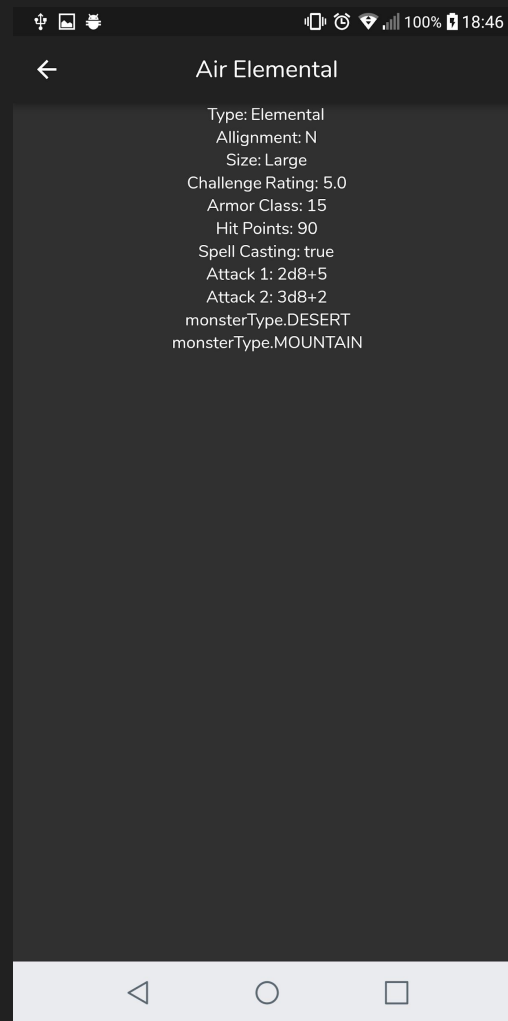 100% 18:46
Air Elemental
Type: Elemental
Allignment: N
Size: Large
Challenge Rating: 5.0
Armor Class: 15
Hit Points: 90
Spell Casting: true
Attack 1: 2d8+5
Attack 2: 3d8+2
monsterType.DESERT
monsterType.MOUNTAIN